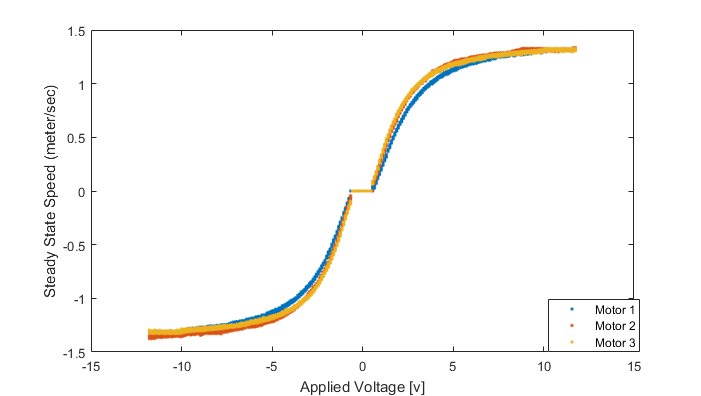 1.5
1
0.5
0
-0.5
-1
-1.5
Steady State Speed (meter/sec)
-15
-10
-5
0
5
10
15
Applied Voltage [v]
Motor 1
Motor 2
Motor 3